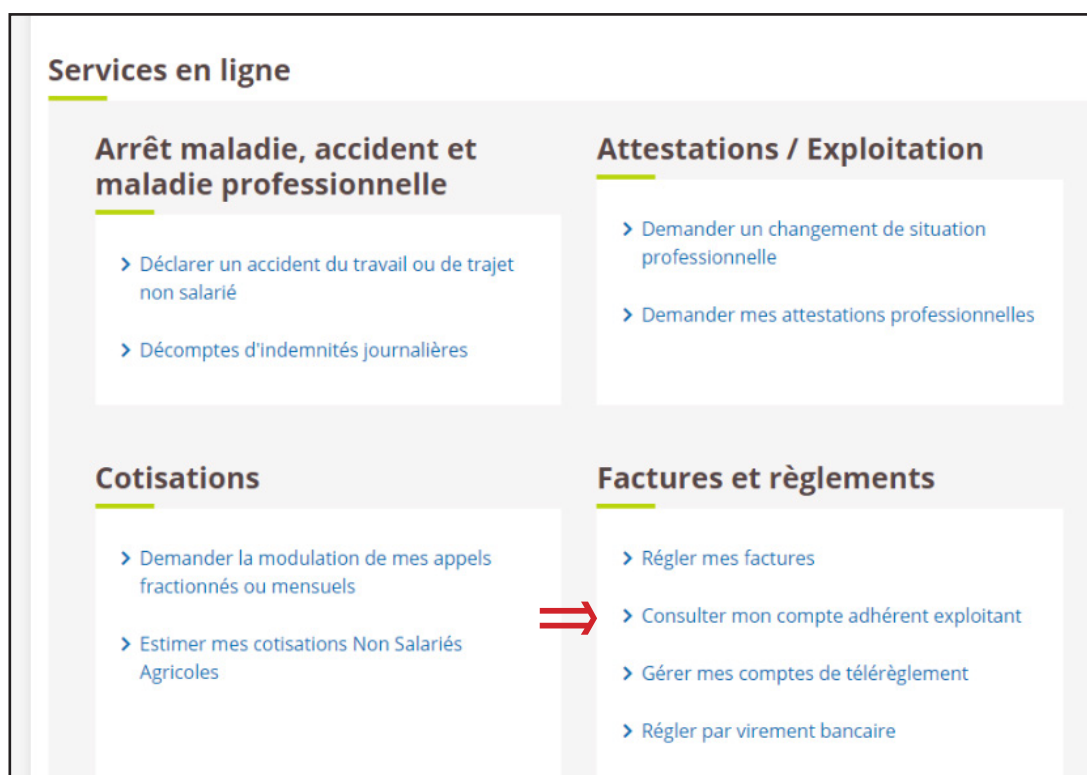 Services en ligne
Arrêt maladie, accident et
maladie professionnelle
Déclarer un accident du travail ou de trajet
non salarié
Décomptes d'indemnités journalières
Attestations / Exploitation
Demander un changement de situation
professionnelle
Demander mes attestations professionnelles
Cotisations
Demander la modulation de mes appels
fractionnés ou mensuels
Estimer mes cotisations Non Salariés
Agricoles
Factures et règlements
Régler mes factures
Consulter mon compte adhérent exploitant
Gérer mes comptes de télérèglement
Régler par virement bancaire